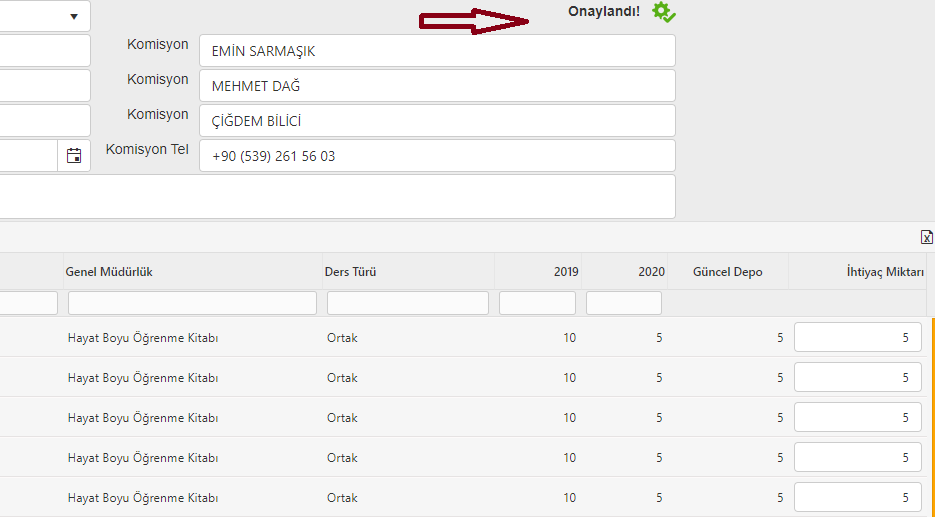 Onaylandı!
Komisyon EMİN SARMAŞIK
Komisyon MEHMET DAĞ
Komisyon ÇİĞDEM BİLİCİ
Komisyon Tel +90 (539) 261 56 03
Genel Müdürlük Ders Türü 2019 2020 Güncel Depo İhtiyaç Miktarı
Hayat Boyu Öğrenme Kitabı Ortak 10 5 5 5
Hayat Boyu Öğrenme Kitabı Ortak 10 5 5 5
Hayat Boyu Öğrenme Kitabı Ortak 10 5 5 5
Hayat Boyu Öğrenme Kitabı Ortak 10 5 5 5
Hayat Boyu Öğrenme Kitabı Ortak 10 5 5 5